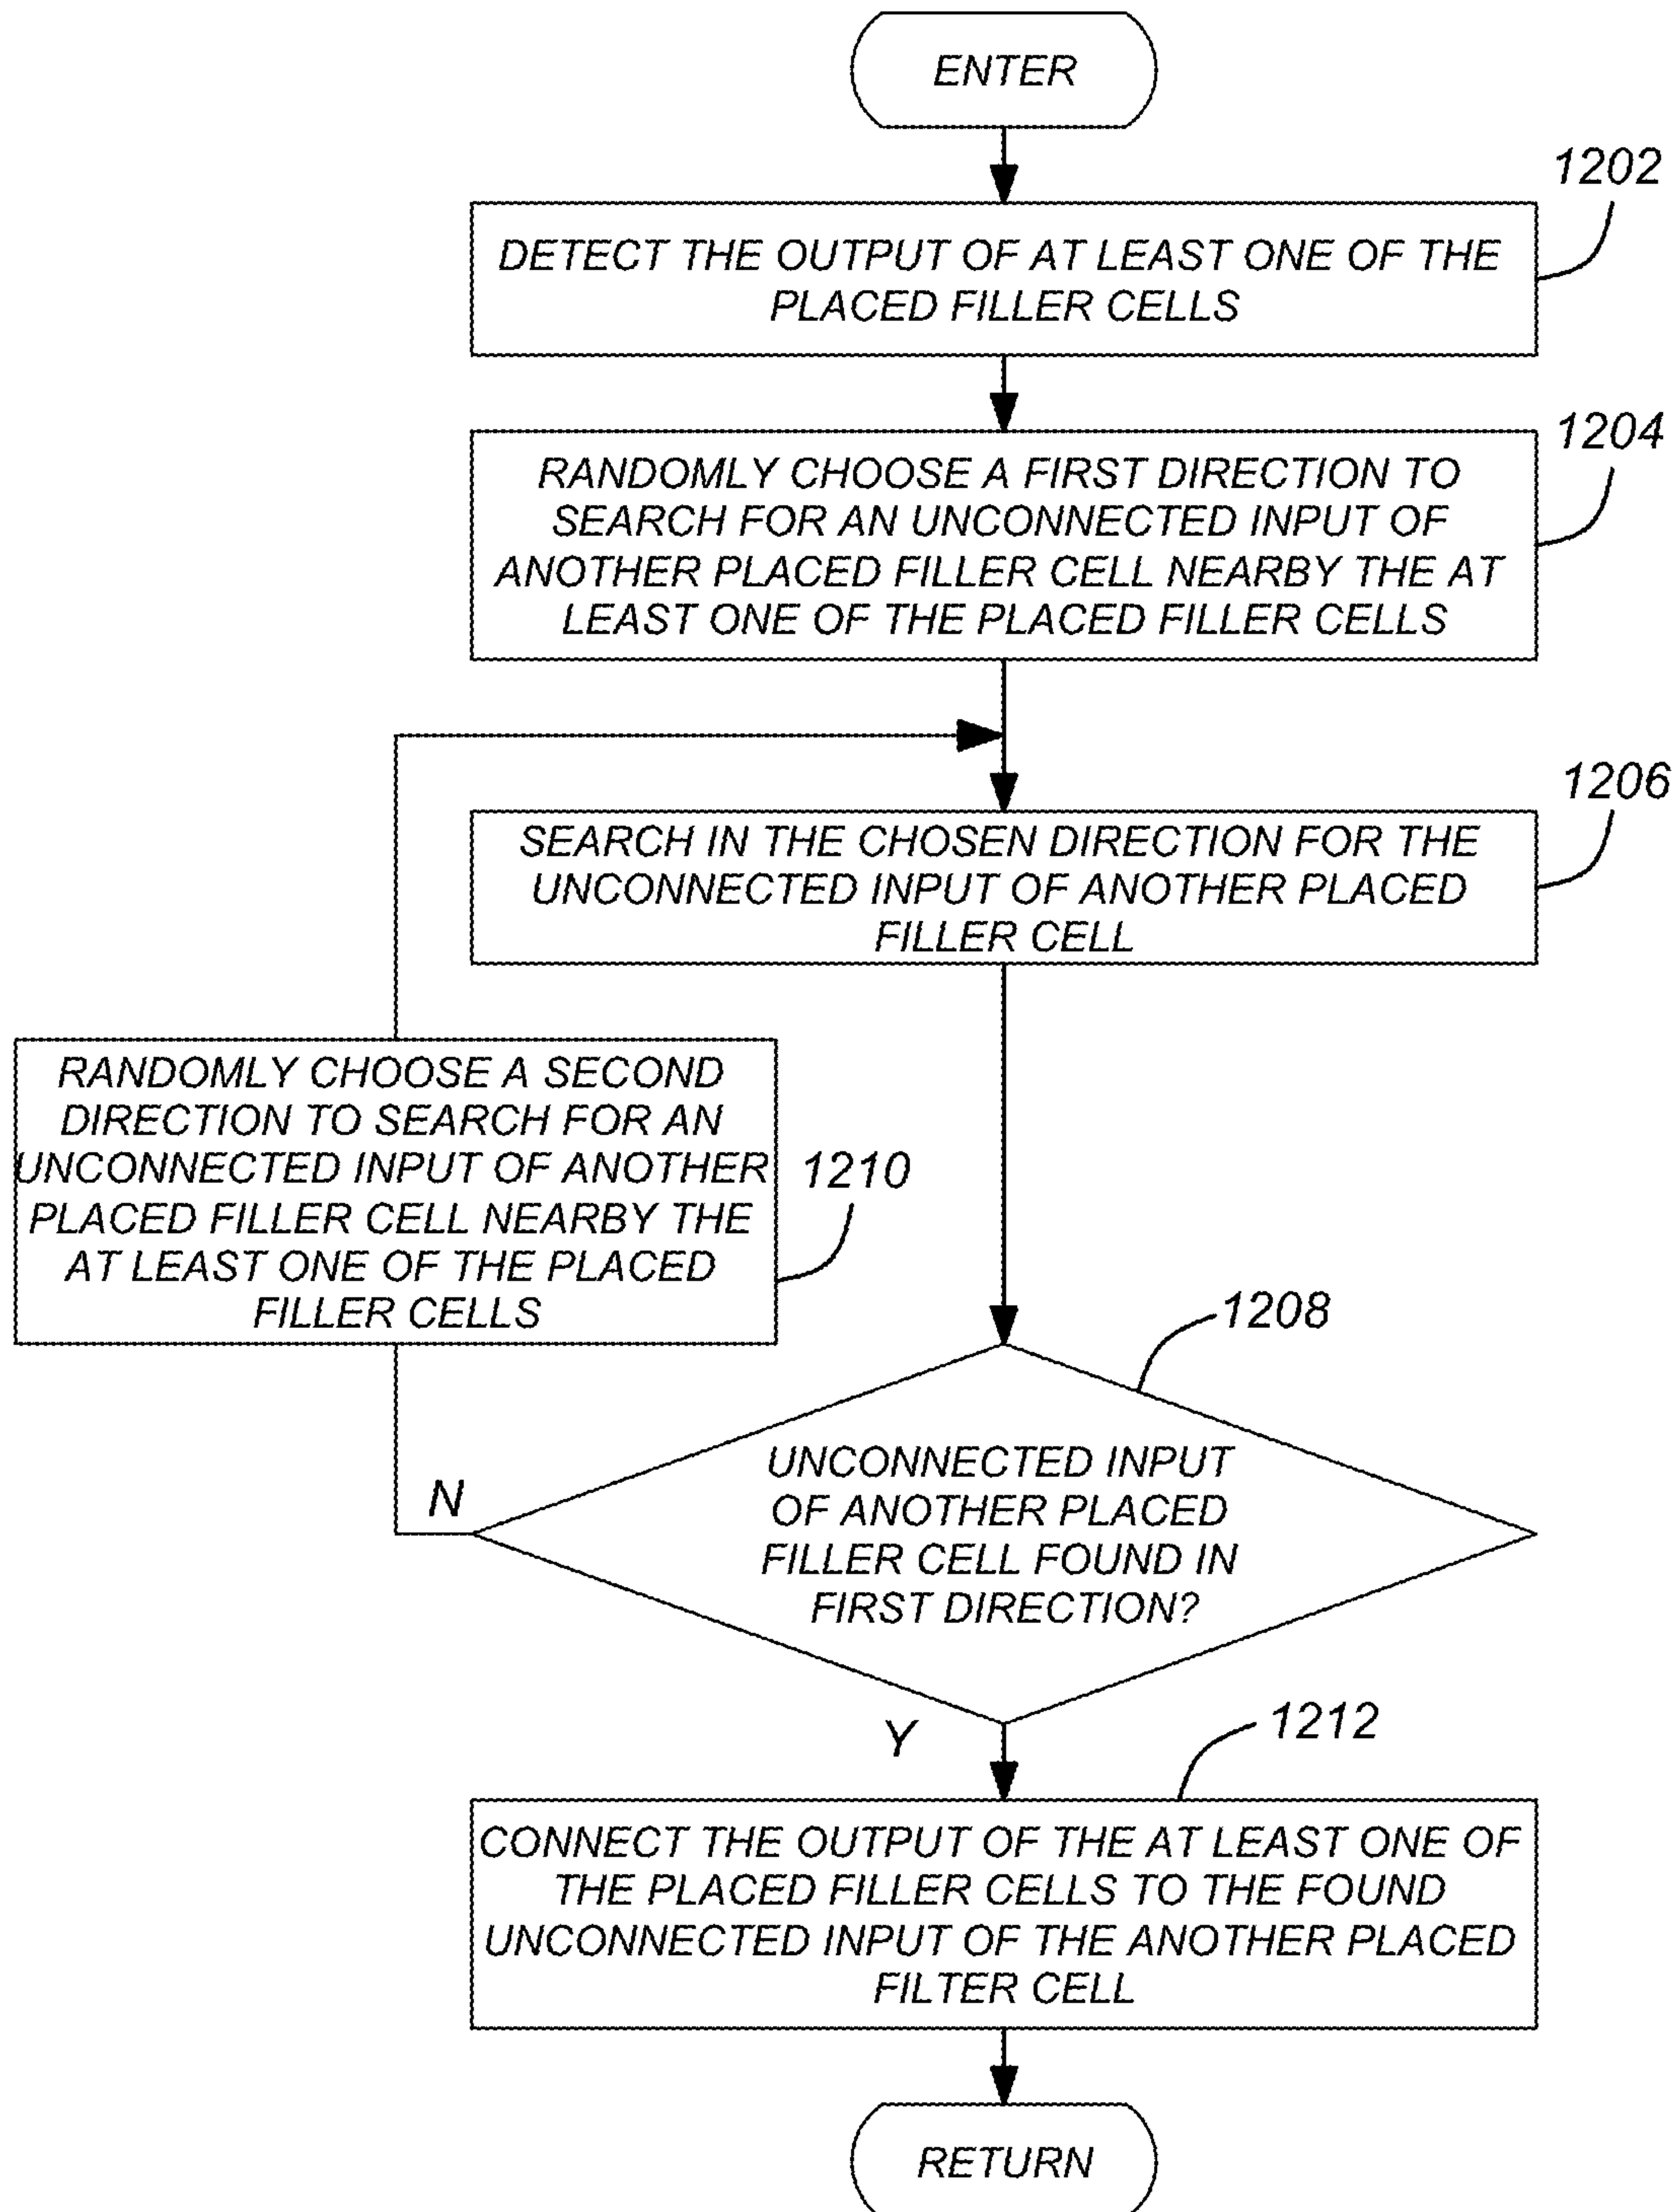 ENTER
1202
DETECT THE OUTPUT OF AT LEAST ONE OF THE
PLACED FILLER CELLS
1204
RANDOMLY CHOOSE A FIRST DIRECTION TO
SEARCH FOR AN UNCONNECTED INPUT OF
ANOTHER PLACED FILLER CELL NEARBY THE AT
LEAST ONE OF THE PLACED FILLER CELLS
1206
SEARCH IN THE CHOSEN DIRECTION FOR THE
UNCONNECTED INPUT OF ANOTHER PLACED
FILLER CELL
RANDOMLY CHOOSE A SECOND
DIRECTION TO SEARCH FOR AN
UNCONNECTED INPUT OF ANOTHER
PLACED FILLER CELL NEARBY THE
AT LEAST ONE OF THE PLACED
FILLER CELLS
1210
1208
UNCONNECTED INPUT
OF ANOTHER PLACED
FILLER CELL FOUND IN
FIRST DIRECTION?
N
Y
1212
CONNECT THE OUTPUT OF THE AT LEAST ONE OF
THE PLACED FILLER CELLS TO THE FOUND
UNCONNECTED INPUT OF THE ANOTHER PLACED
FILTER CELL
RETURN